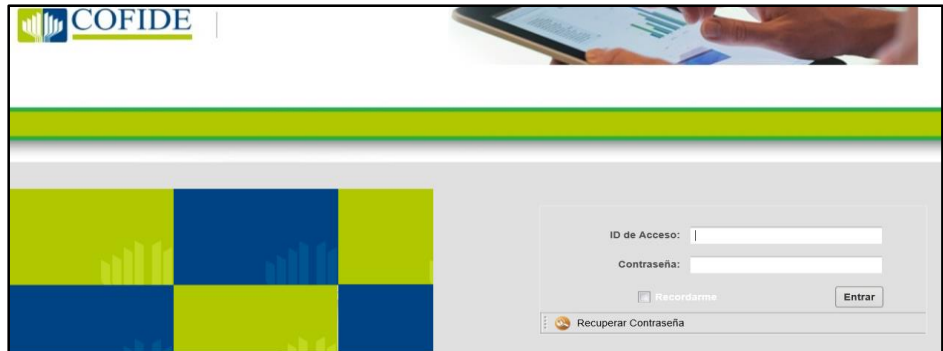 COFIDE
ID de Acceso:
Contraseña:
Recordarme
Entrar
Recuperar Contraseña